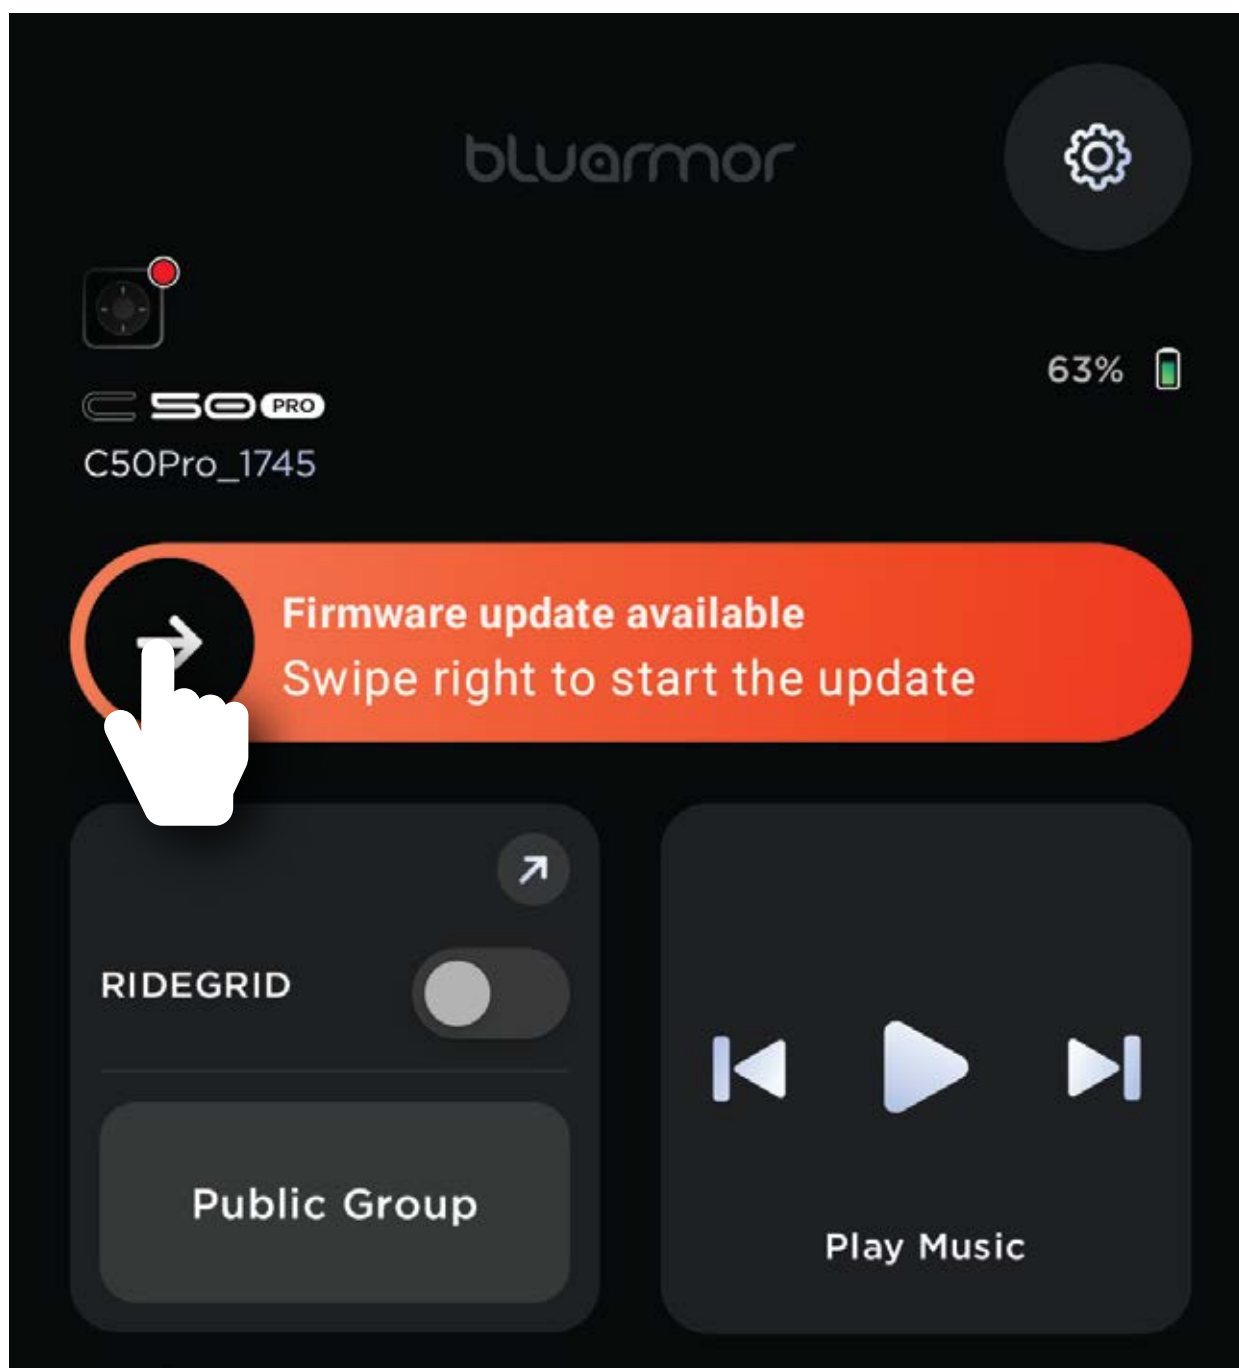 bluarmor
63%
C50 PRO
C50Pro_1745
Firmware update available
Swipe right to start the update
RIDEGRID
Public Group
Play Music